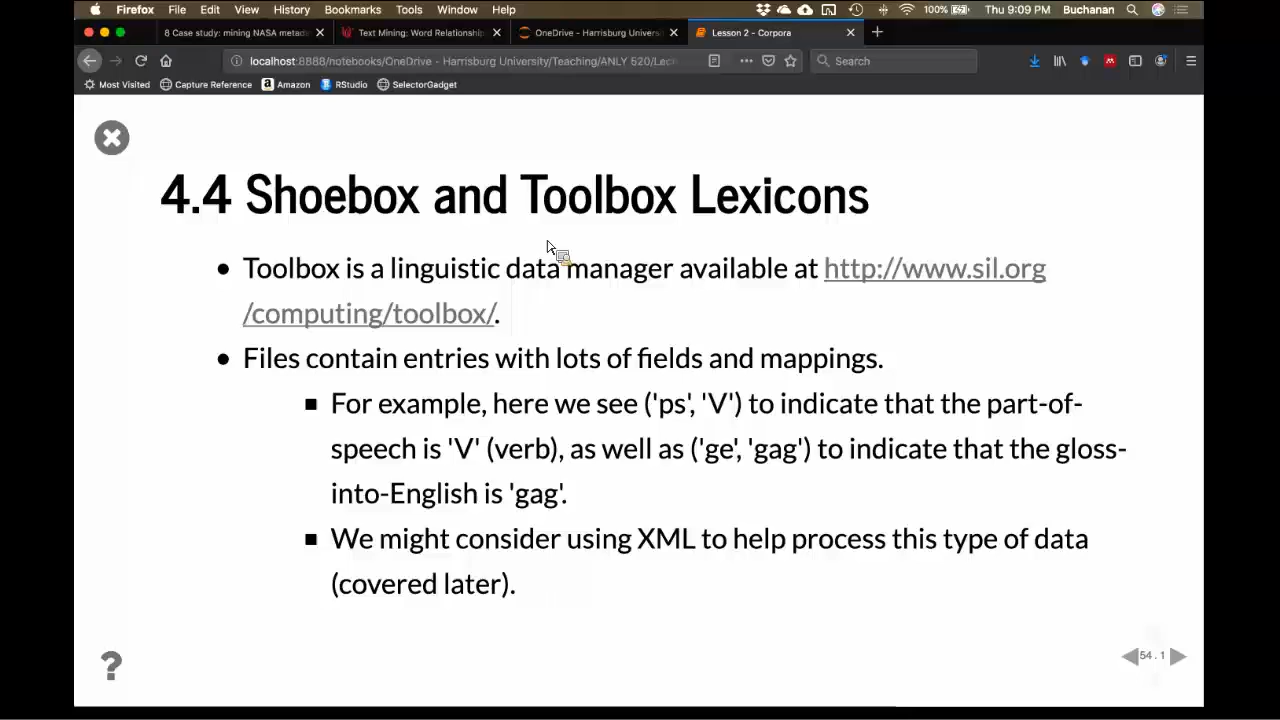 Firefox File Edit View History Bookmarks Tools Window Help 100% Thu 9:09 PM Buchanan
8 Case study: mining NASA metad Text Mining: Word Relationship OneDrive - Harrisburg Universi Lesson 2 - Corpora
localhost:8888/notebooks/OneDrive - Harrisburg University/Teaching/ANLY 520/Lect Search
Most Visited Capture Reference Amazon RStudio SelectorGadget
4.4 Shoebox and Toolbox Lexicons
• Toolbox is a linguistic data manager available at http://www.sil.org
/computing/toolbox/.
• Files contain entries with lots of fields and mappings.
▪ For example, here we see ('ps', 'V') to indicate that the part-of-
speech is 'V' (verb), as well as ('ge', 'gag') to indicate that the gloss-
into-English is 'gag'.
▪ We might consider using XML to help process this type of data
(covered later).
?
54 . 1